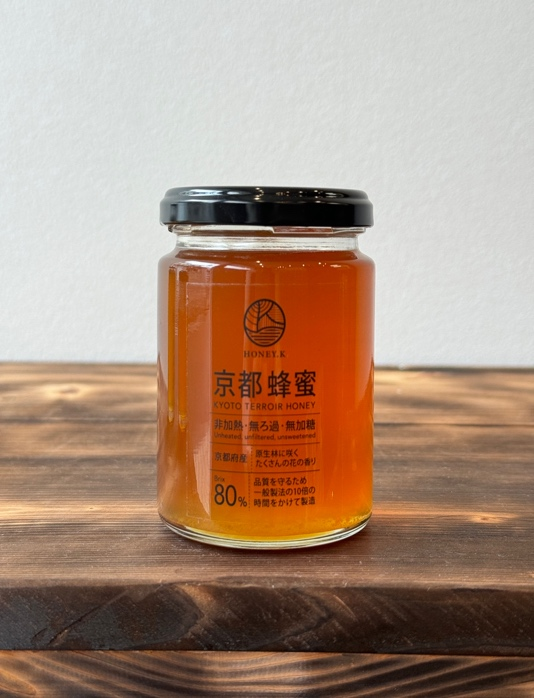 HONEY.K
京都蜂蜜
KYOTO TERROIR HONEY
非加熱・無ろ過・無加糖
Unheated, unfiltered, unsweetened
京都府産
原生林に咲く
たくさんの花の香り
Brix
80%
品質を守るため
一般製法の10倍の
時間をかけて製造